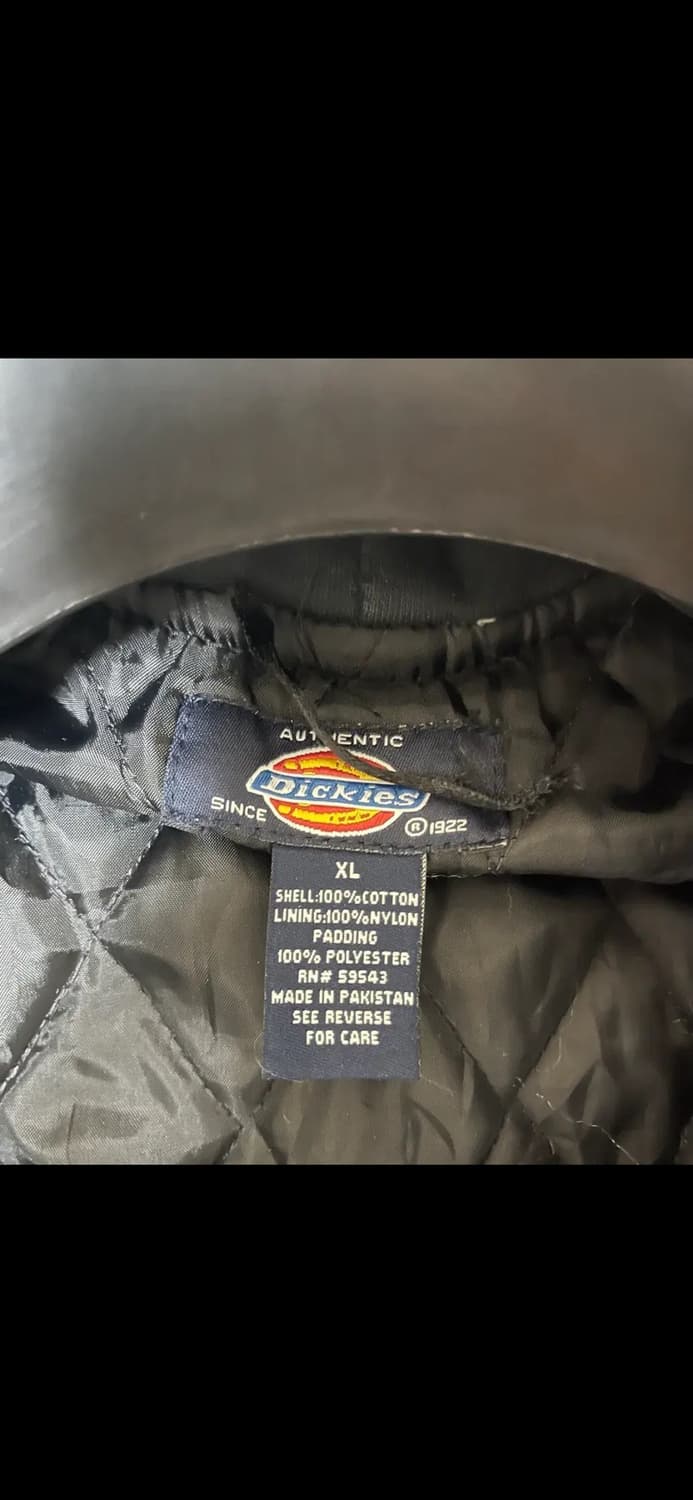 AUTHENTIC
Dickies
SINCE ® 1922
XL
SHELL:100%COTTON
LINING:100%NYLON
PADDING
100% POLYESTER
RN# 59543
MADE IN PAKISTAN
SEE REVERSE
FOR CARE